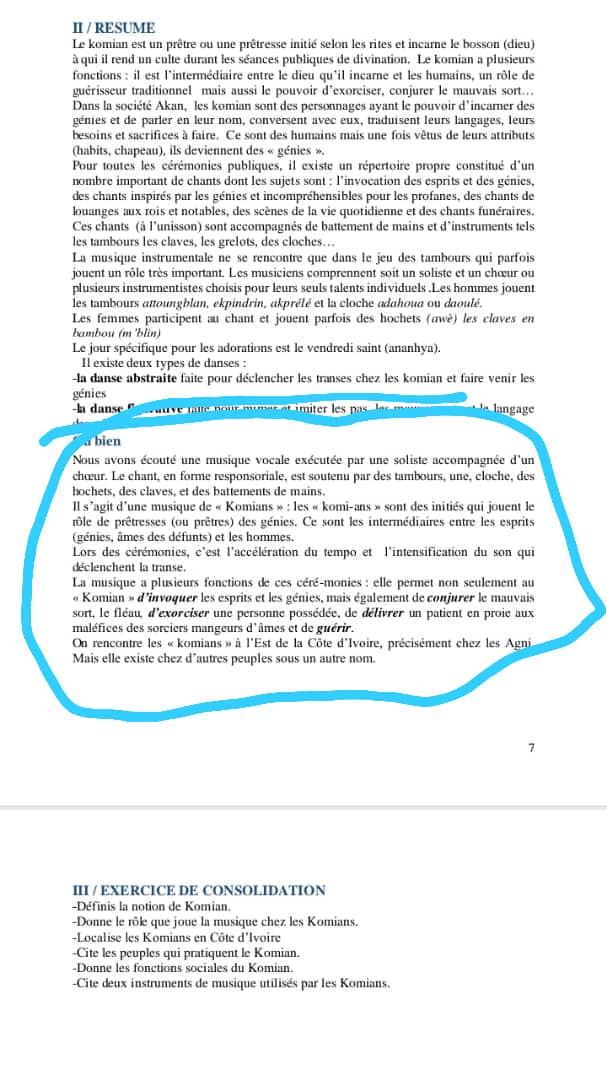 II / RESUME
Le komian est un prêtre ou une prêtresse initié selon les rites et incarne le bosson (dieu)
à qui il rend un culte durant les séances publiques de divination. Le komian a plusieurs
fonctions : il est l'intermédiaire entre le dieu qu'il incarne et les humains, un rôle de
guérisseur traditionnel mais aussi le pouvoir d'exorciser, conjurer le mauvais sort…
Dans la société Akan, les komian sont des personnages ayant le pouvoir d'incarner des
génies et de parler en leur nom, conversent avec eux, traduisent leurs langages, leurs
besoins et sacrifices à faire. Ce sont des humains mais une fois vêtus de leurs attributs
(habits, chapeau), ils deviennent des « génies ».
Pour toutes les cérémonies publiques, il existe un répertoire propre constitué d'un
nombre important de chants dont les sujets sont : l'invocation des esprits et des génies,
des chants inspirés par les génies et incompréhensibles pour les profanes, des chants de
louanges aux rois et notables, des scènes de la vie quotidienne et des chants funéraires.
Ces chants (à l'unisson) sont accompagnés de battement de mains et d'instruments tels
les tambours les claves, les grelots, des cloches…
La musique instrumentale ne se rencontre que dans le jeu des tambours qui parfois
jouent un rôle très important. Les musiciens comprennent soit un soliste et un chœur ou
plusieurs instrumentistes choisis pour leurs seuls talents individuels .Les hommes jouent
les tambours attoungblan, ekpindrin, akprélé et la cloche adahoua ou daoulé.
Les femmes participent au chant et jouent parfois des hochets (awè) les claves en
bambou (m'blin)
Le jour spécifique pour les adorations est le vendredi saint (ananhya).
Il existe deux types de danses :
-la danse abstraite faite pour déclencher les transes chez les komian et faire venir les
génies
-la danse faite pour mimer et imiter les pas, langage
bien
Nous avons écouté une musique vocale exécutée par une soliste accompagnée d'un
chœur. Le chant, en forme responsoriale, est soutenu par des tambours, une, cloche, des
hochets, des claves, et des battements de mains.
Il s'agit d'une musique de « Komians » : les « komi-ans » sont des initiés qui jouent le
rôle de prêtresses (ou prêtres) des génies. Ce sont les intermédiaires entre les esprits
(génies, âmes des défunts) et les hommes.
Lors des cérémonies, c'est l'accélération du tempo et l'intensification du son qui
déclenchent la transe.
La musique a plusieurs fonctions de ces céré-monies : elle permet non seulement au
« Komian » d'invoquer les esprits et les génies, mais également de conjurer le mauvais
sort, le fléau, d'exorciser une personne possédée, de délivrer un patient en proie aux
maléfices des sorciers mangeurs d'âmes et de guérir.
On rencontre les « komians » à l'Est de la Côte d'Ivoire, précisément chez les Agni
Mais elle existe chez d'autres peuples sous un autre nom.
7
III / EXERCICE DE CONSOLIDATION
-Définis la notion de Komian.
-Donne le rôle que joue la musique chez les Komians.
-Localise les Komians en Côte d'Ivoire
-Cite les peuples qui pratiquent le Komian.
-Donne les fonctions sociales du Komian.
-Cite deux instruments de musique utilisés par les Komians.